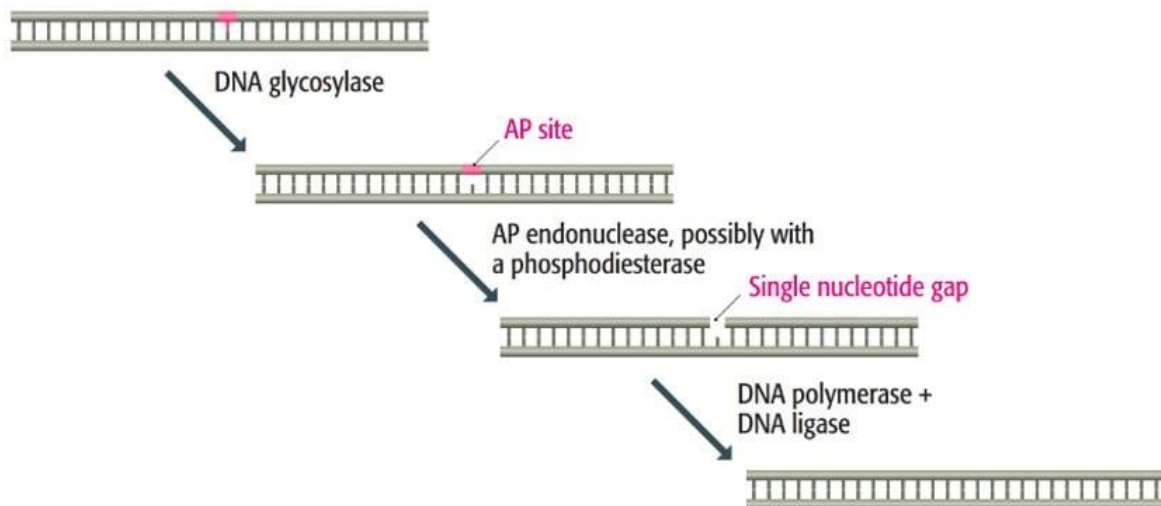 DNA glycosylase
AP site
AP endonuclease, possibly with
a phosphodiesterase
Single nucleotide gap
DNA polymerase +
DNA ligase